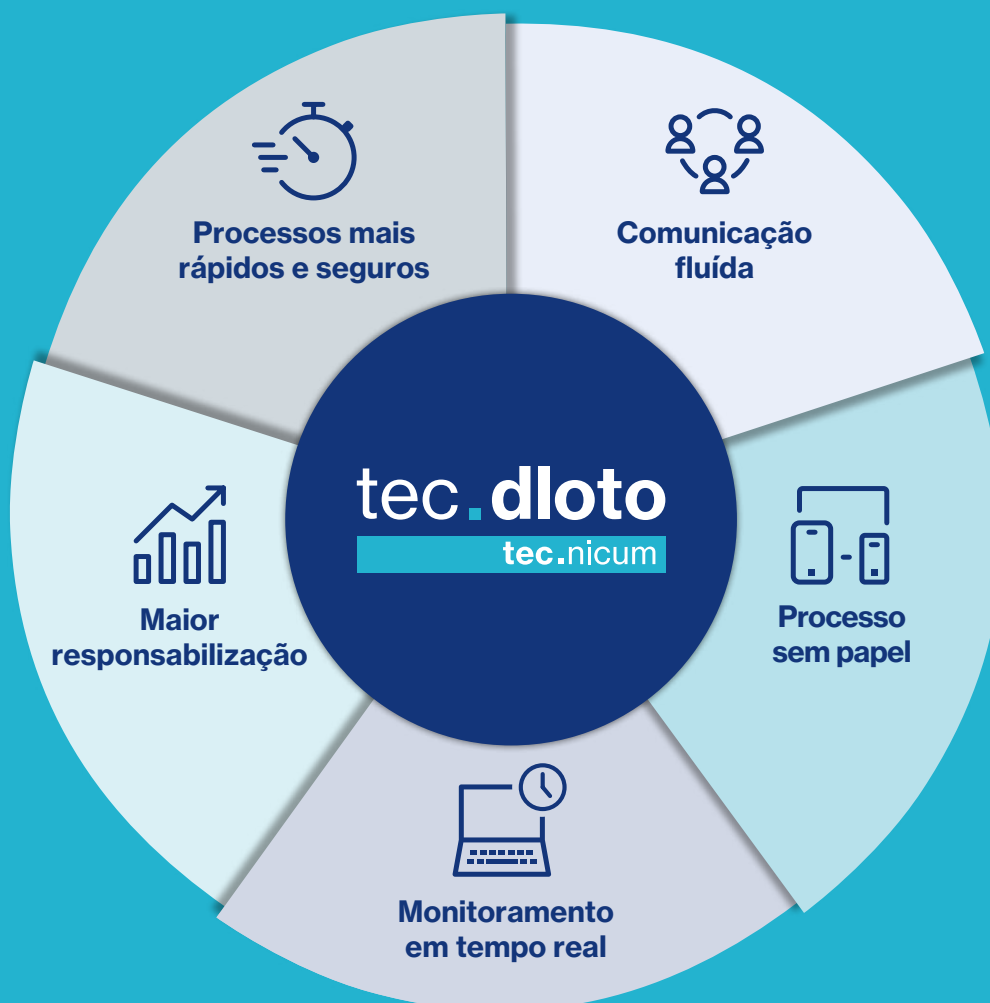 Processos mais
rápidos e seguros
Comunicação
fluída
tec.dloto
tec.nicum
Maior
responsabilização
Processo
sem papel
Monitoramento
em tempo real